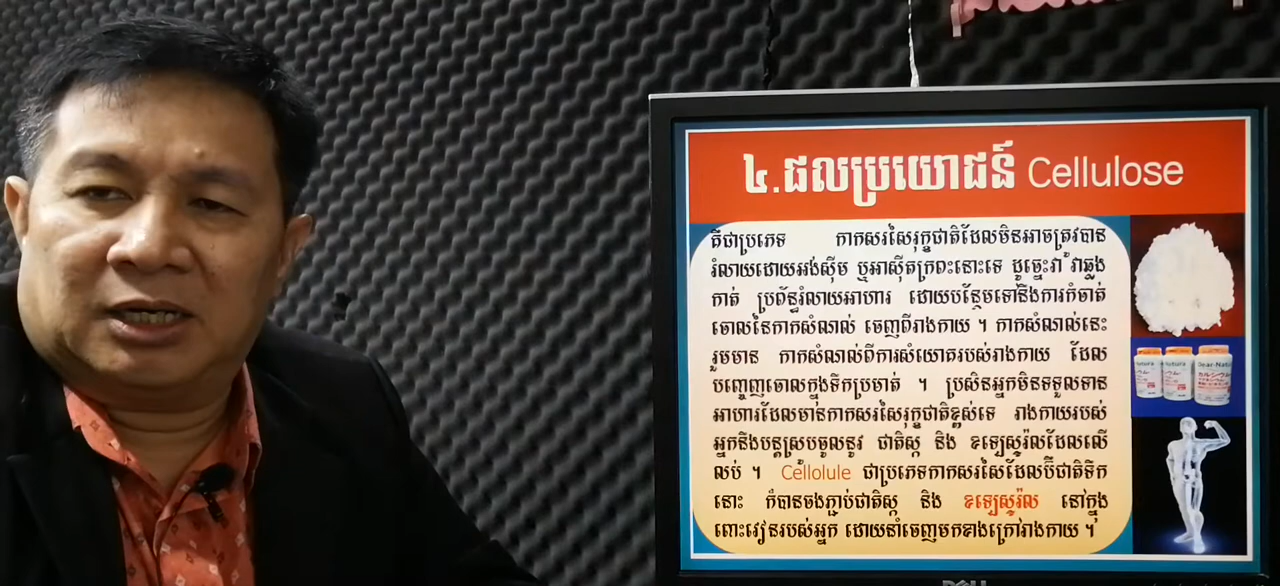 ៤.ផលប្រយោជន៍ Cellulose
គឺជាប្រភេទ កាកសរសៃរុក្ខជាតិដែលមិនអាចត្រូវបាន
រំលាយដោយអង់ស៊ីម ឬអាស៊ីតក្រពះនោះទេ ដូច្នេះវា វាឆ្លង
កាត់ ប្រព័ន្ធរំលាយអាហារ ដោយបន្ថែមទៅនឹងការកំចាត់
ចោលនៃកាកសំណល់ ចេញពីរាងកាយ ។ កាកសំណល់នេះ
រួមមាន កាកសំណល់ពីការសំយោគរបស់រាងកាយ ដែល
បញ្ចេញចោលក្នុងទឹកប្រមាត់ ។ ប្រសិនអ្នកមិនទទួលទាន
អាហារដែលមានកាកសរសៃរុក្ខជាតិខ្ពស់ទេ រាងកាយរបស់
អ្នកនឹងបន្តស្រូបចូលនូវ ជាតិស្ករ និង ខឡេស្តូរ៉ុលដែលលើ
លប់ ។ Cellolule ជាប្រភេទកាកសរសៃដែលបឺជាតិទឹក
នោះ ក៏បានចងភ្ជាប់ជាតិស្ករ និង ខឡេស្តូរ៉ុល នៅក្នុង
ពោះវៀនរបស់អ្នក ដោយនាំចេញមកខាងក្រៅរាងកាយ ។